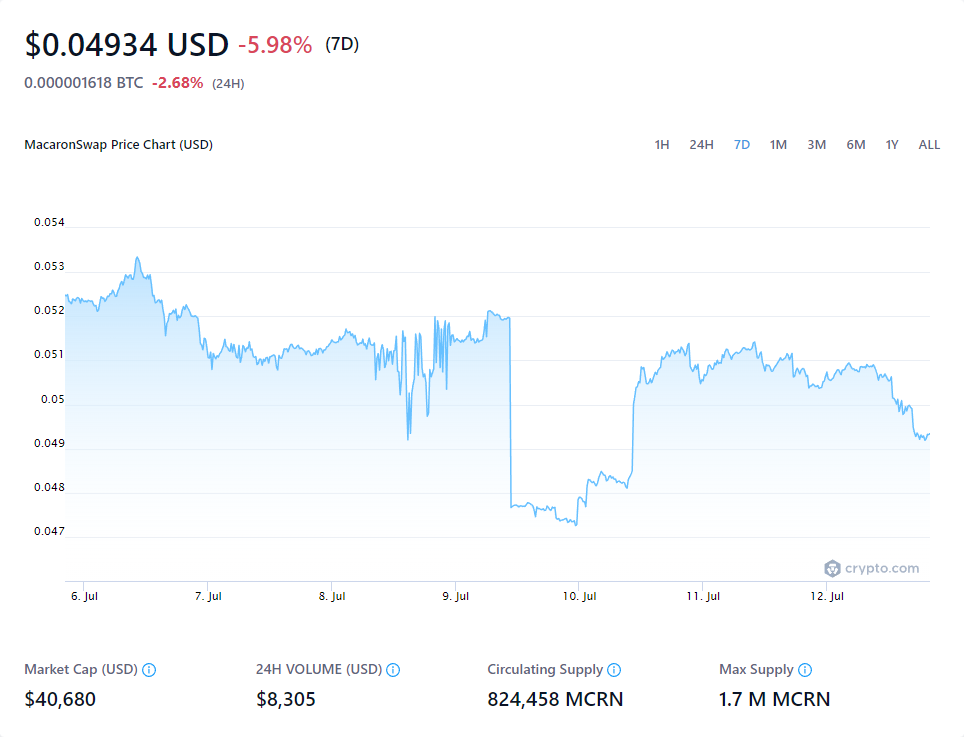 $0.04934 USD -5.98% (7D)
0.000001618 BTC -2.68% (24H)
MacaronSwap Price Chart (USD)
1H 24H 7D 1M 3M 6M 1Y ALL
0.054
0.053
0.052
0.051
0.05
0.049
0.048
0.047
crypto.com
6. Jul 7. Jul 8. Jul 9. Jul 10. Jul 11. Jul 12. Jul
Market Cap (USD) 24H VOLUME (USD) Circulating Supply Max Supply
$40,680 $8,305 824,458 MCRN 1.7 M MCRN